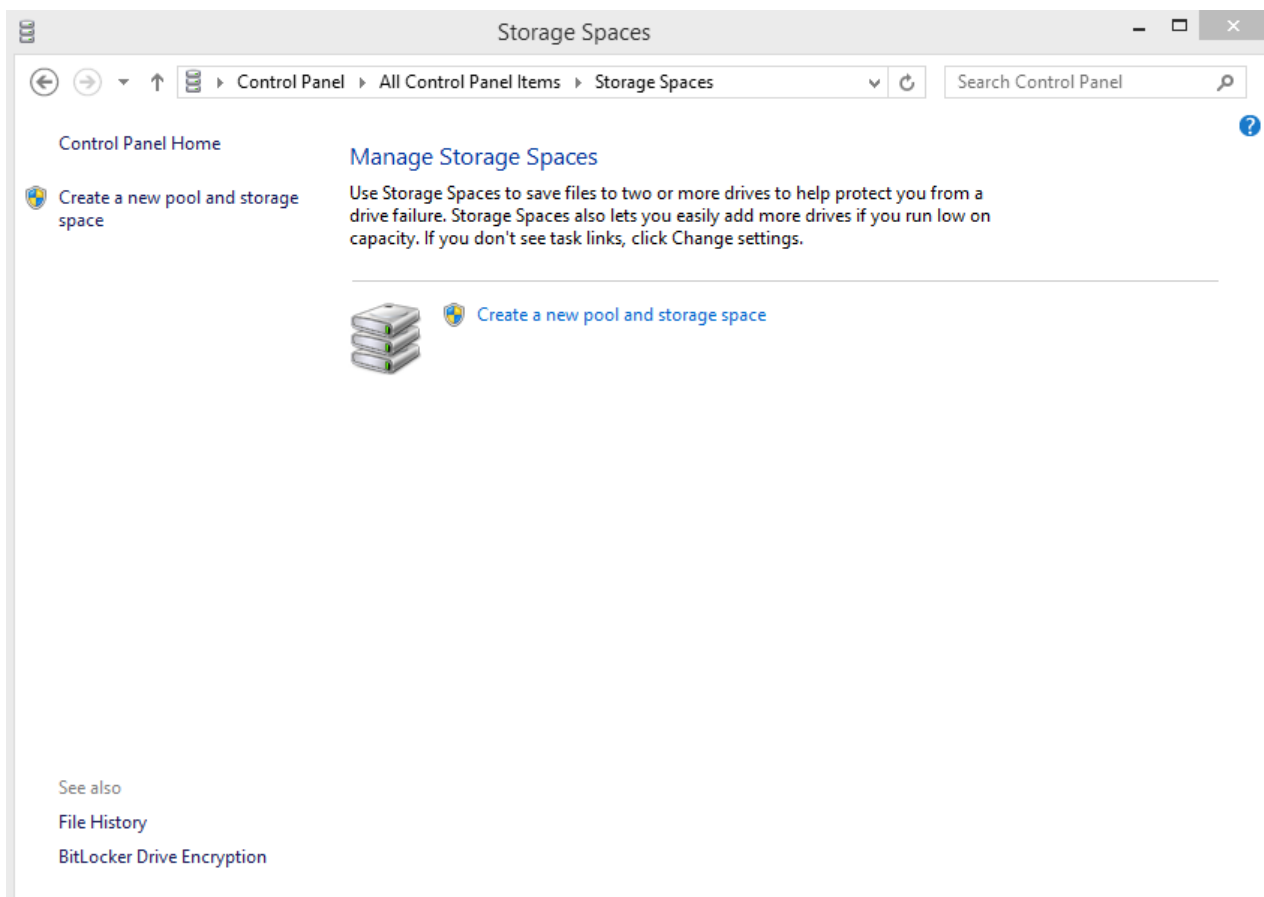 Storage Spaces
Control Panel All Control Panel Items Storage Spaces
Search Control Panel
Control Panel Home
Create a new pool and storage
space
Manage Storage Spaces
Use Storage Spaces to save files to two or more drives to help protect you from a
drive failure. Storage Spaces also lets you easily add more drives if you run low on
capacity. If you don't see task links, click Change settings.
Create a new pool and storage space
See also
File History
BitLocker Drive Encryption